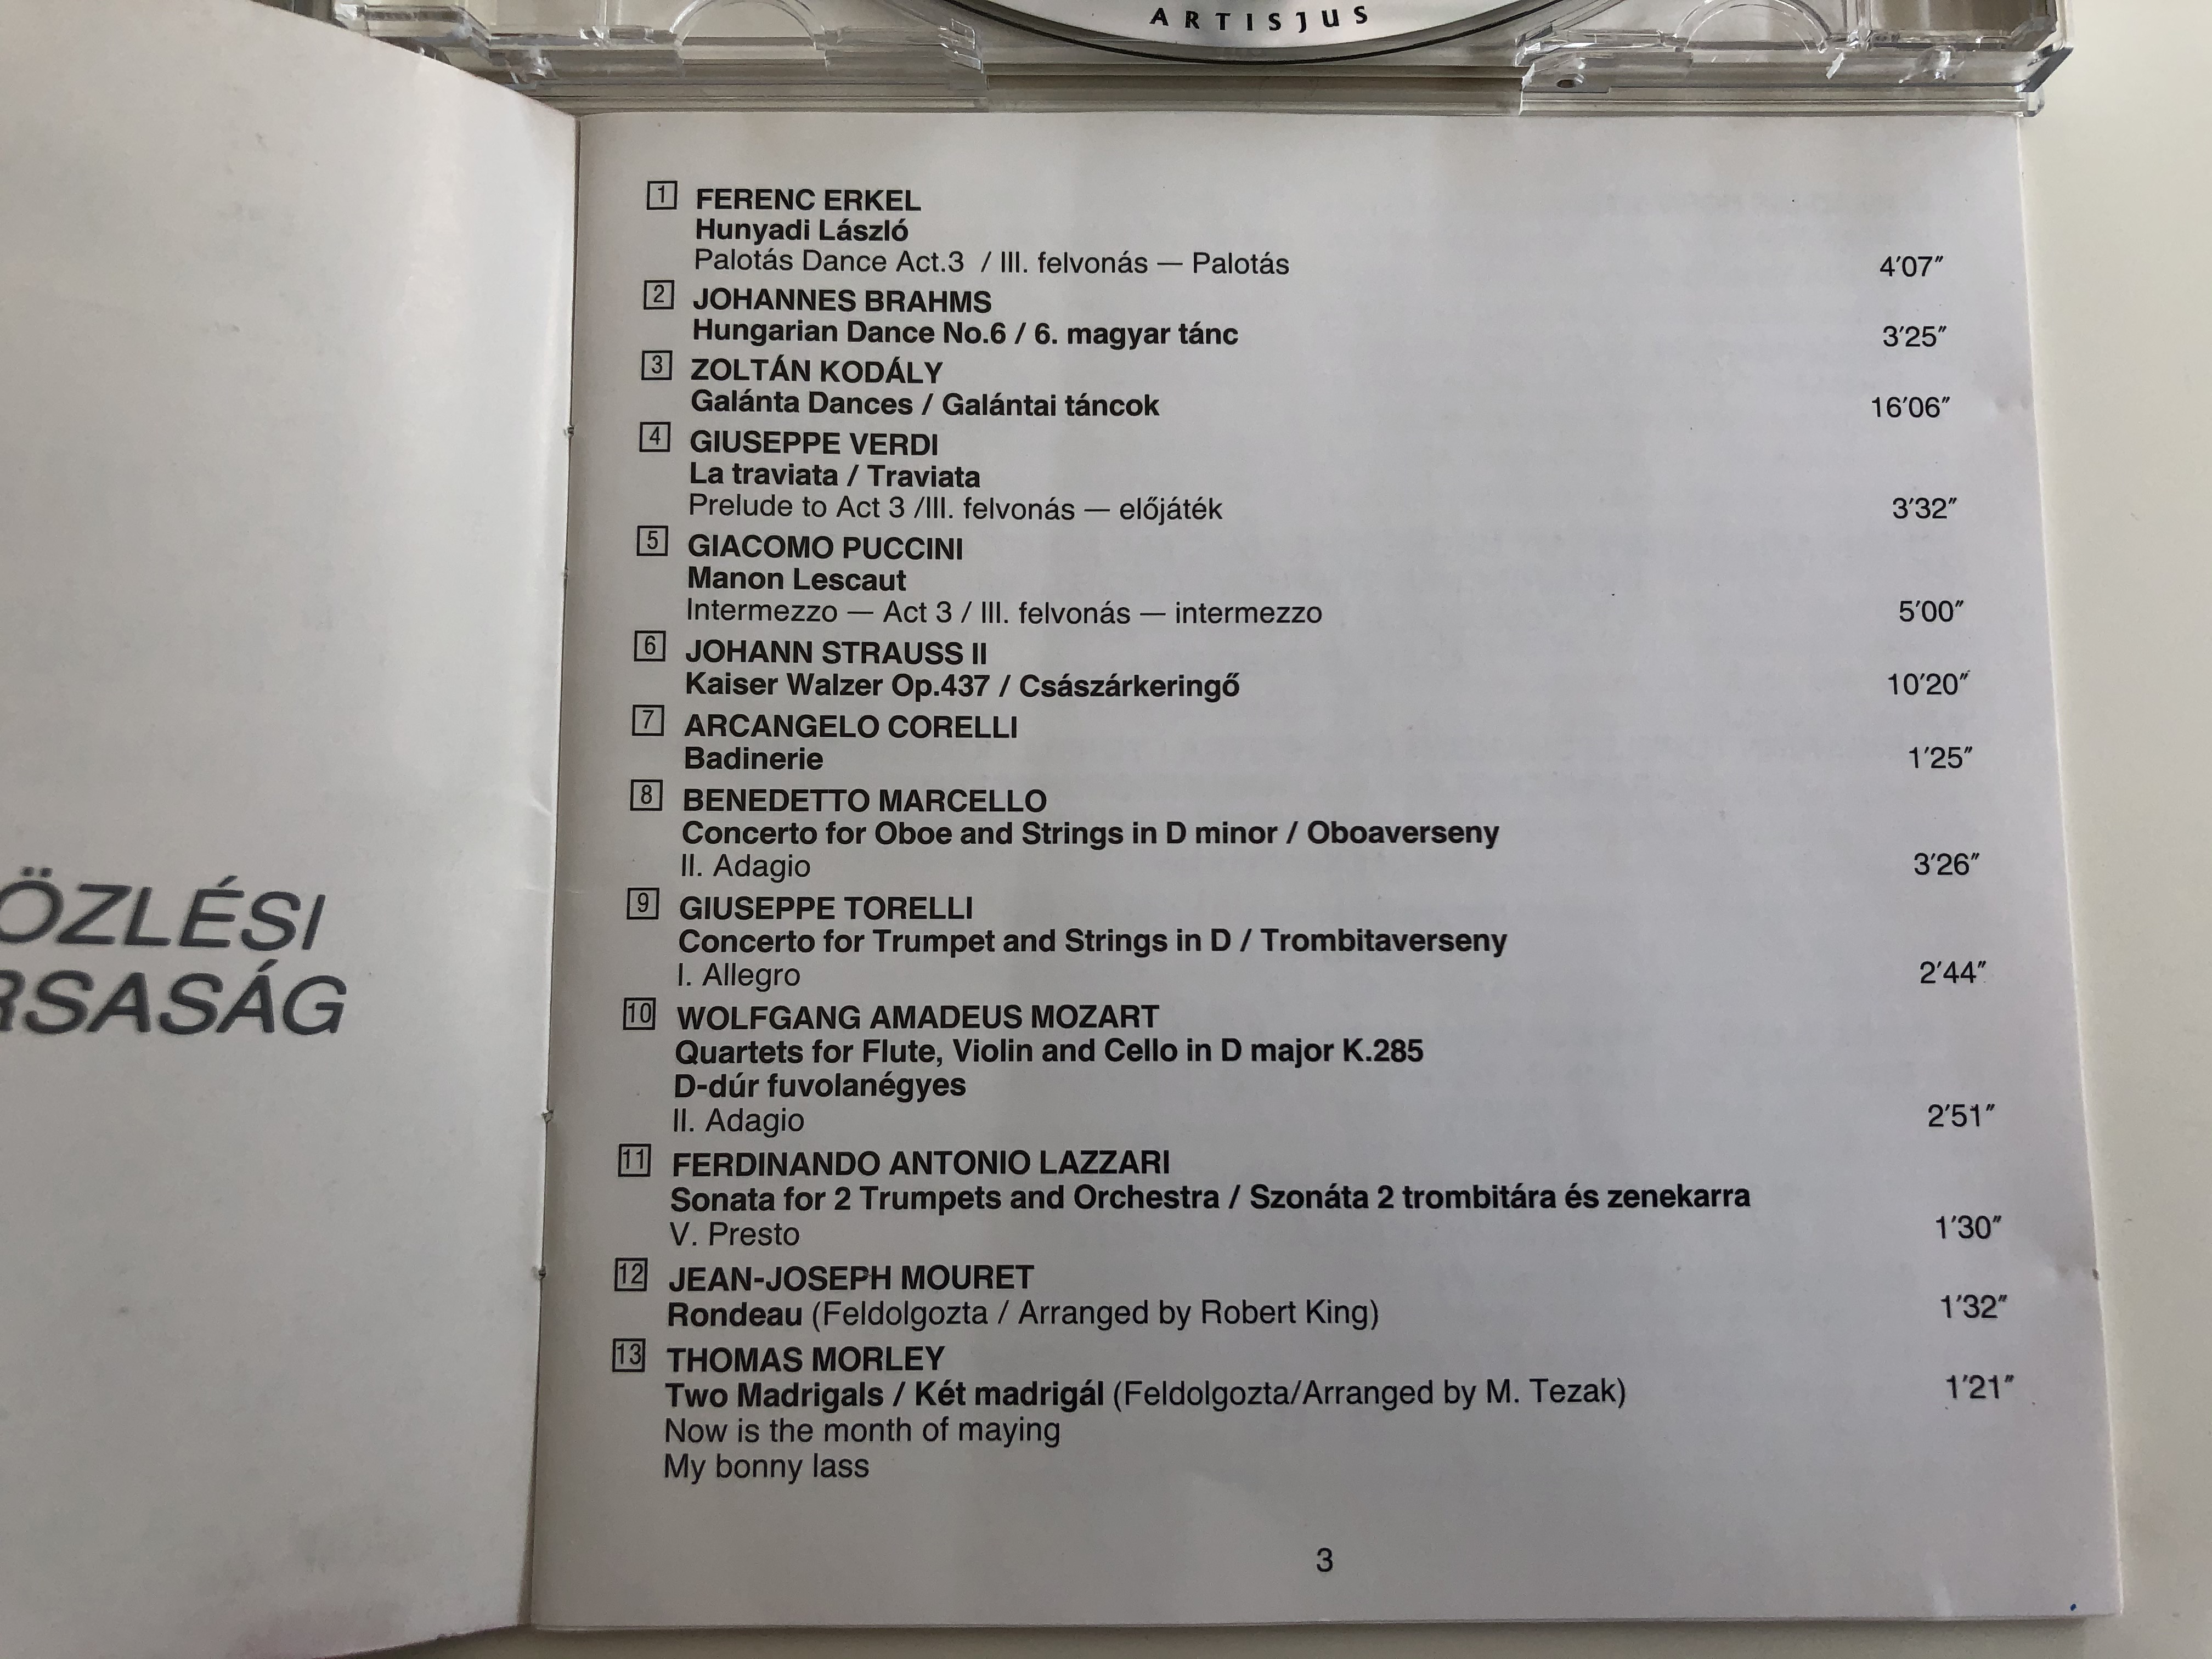 ARTISJUS
1 FERENC ERKEL
Hunyadi László
Palotás Dance Act.3 / III. felvonás — Palotás 4′07″
2 JOHANNES BRAHMS
Hungarian Dance No.6 / 6. magyar tánc 3′25″
3 ZOLTÁN KODÁLY
Galánta Dances / Galántai táncok 16′06″
4 GIUSEPPE VERDI
La traviata / Traviata
Prelude to Act 3 /III. felvonás — előjáték 3′32″
5 GIACOMO PUCCINI
Manon Lescaut
Intermezzo — Act 3 / III. felvonás — intermezzo 5′00″
6 JOHANN STRAUSS II
Kaiser Walzer Op.437 / Császárkeringő 10′20″
7 ARCANGELO CORELLI
Badinerie 1′25″
8 BENEDETTO MARCELLO
Concerto for Oboe and Strings in D minor / Oboaverseny
II. Adagio 3′26″
9 GIUSEPPE TORELLI
Concerto for Trumpet and Strings in D / Trombitaverseny
I. Allegro 2′44″
10 WOLFGANG AMADEUS MOZART
Quartets for Flute, Violin and Cello in D major K.285
D-dúr fuvolanégyes
II. Adagio 2′51″
11 FERDINANDO ANTONIO LAZZARI
Sonata for 2 Trumpets and Orchestra / Szonáta 2 trombitára és zenekarra
V. Presto 1′30″
12 JEAN-JOSEPH MOURET
Rondeau (Feldolgozta / Arranged by Robert King) 1′32″
13 THOMAS MORLEY
Two Madrigals / Két madrigál (Feldolgozta/Arranged by M. Tezak) 1′21″
Now is the month of maying
My bonny lass
3
ÖZLÉSI
RSASÁG